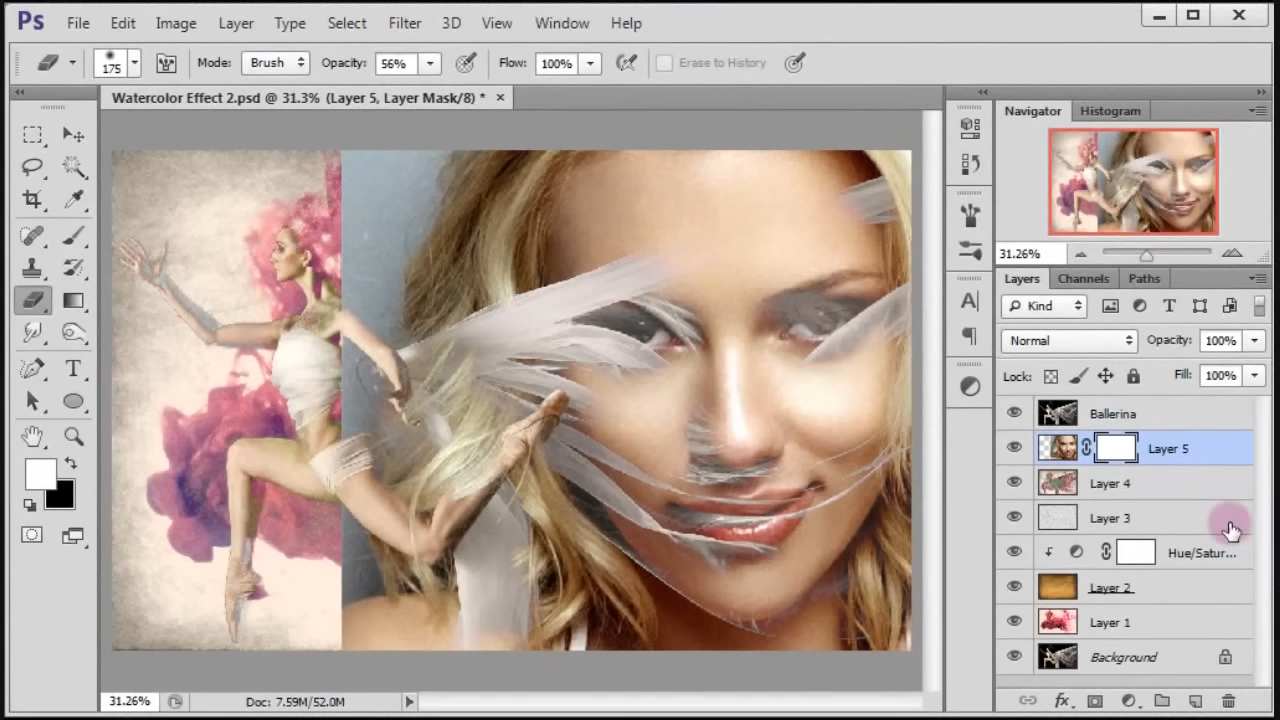 Ps File Edit Image Layer Type Select Filter 3D View Window Help
175 Mode: Brush Opacity: 56% Flow: 100% Erase to History
Watercolor Effect 2.psd @ 31.3% (Layer 5, Layer Mask/8) * ×
Navigator Histogram
31.26%
Layers Channels Paths
Kind
Normal Opacity: 100%
Lock: Fill: 100%
Ballerina
Layer 5
Layer 4
Layer 3
Hue/Satur...
Layer 2
Layer 1
Background
fx
31.26% Doc: 7.59M/52.0M